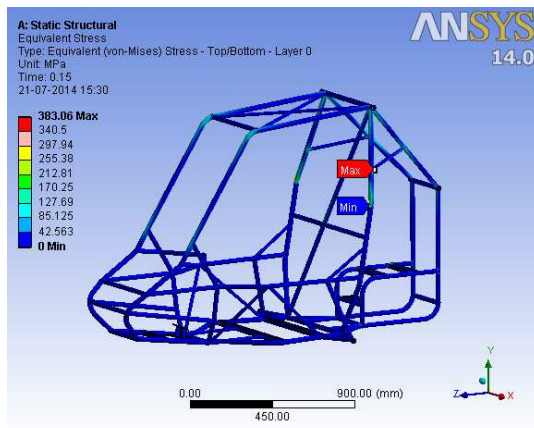 A: Static Structural
Equivalent Stress
Type: Equivalent (von-Mises) Stress - Top/Bottom - Layer 0
Unit: MPa
Time: 0.15
21-07-2014 15:30
ANSYS
14.0
383.06 Max
340.5
297.94
255.38
212.81
170.25
127.69
85.125
42.563
0 Min
Max
Min
0.00
900.00 (mm)
450.00
Y
Z
X